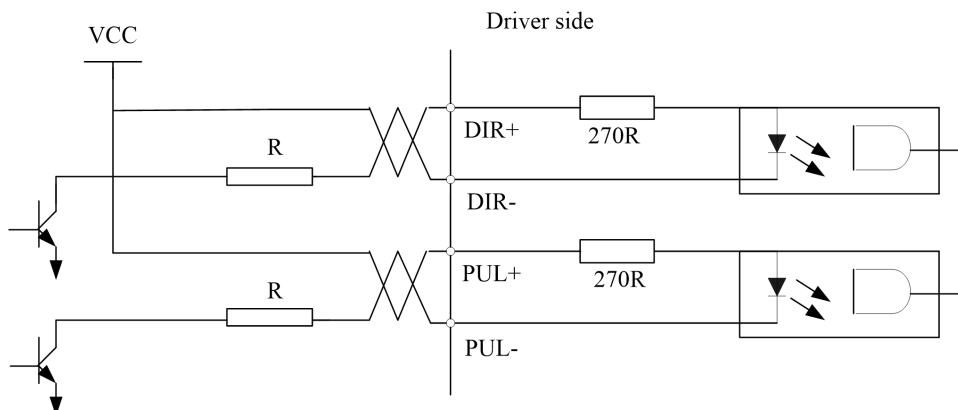 Driver side
VCC
DIR+
270R
R
DIR-
PUL+
270R
R
PUL-